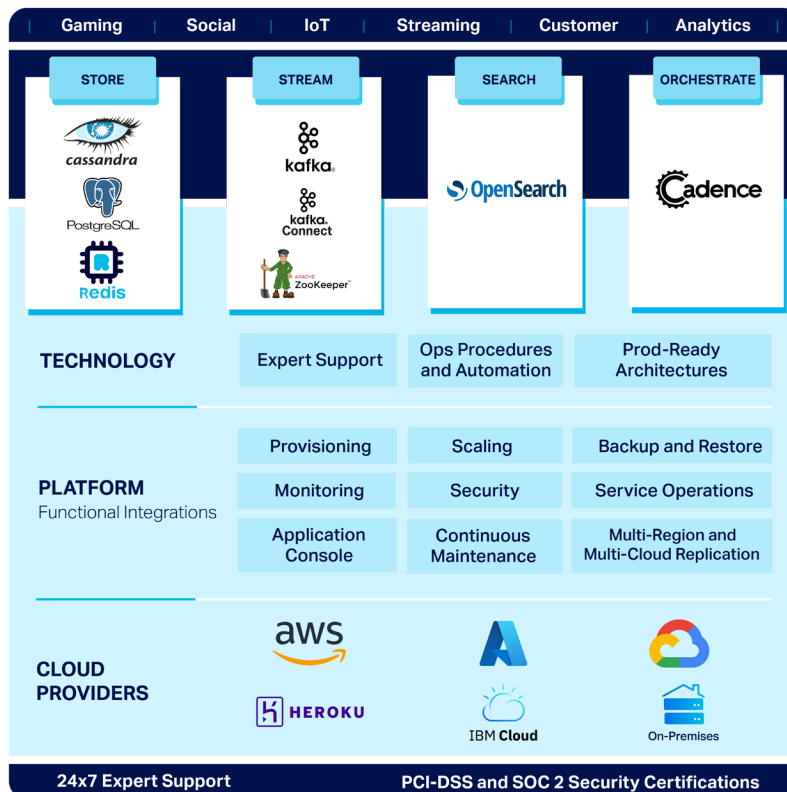 Gaming
Social
IoT
Streaming
Customer
Analytics
STORE
STREAM
SEARCH
ORCHESTRATE
cassandra
PostgreSQL
R
Redis
kafka®
kafka®
Connect
APACHE
ZooKeeper™
OpenSearch
Cadence
TECHNOLOGY
Expert Support
Ops Procedures
and Automation
Prod-Ready
Architectures
PLATFORM
Functional Integrations
Provisioning
Scaling
Backup and Restore
Monitoring
Security
Service Operations
Application
Console
Continuous
Maintenance
Multi-Region and
Multi-Cloud Replication
CLOUD
PROVIDERS
aws
HEROKU
IBM Cloud
On-Premises
24x7 Expert Support
PCI-DSS and SOC 2 Security Certifications